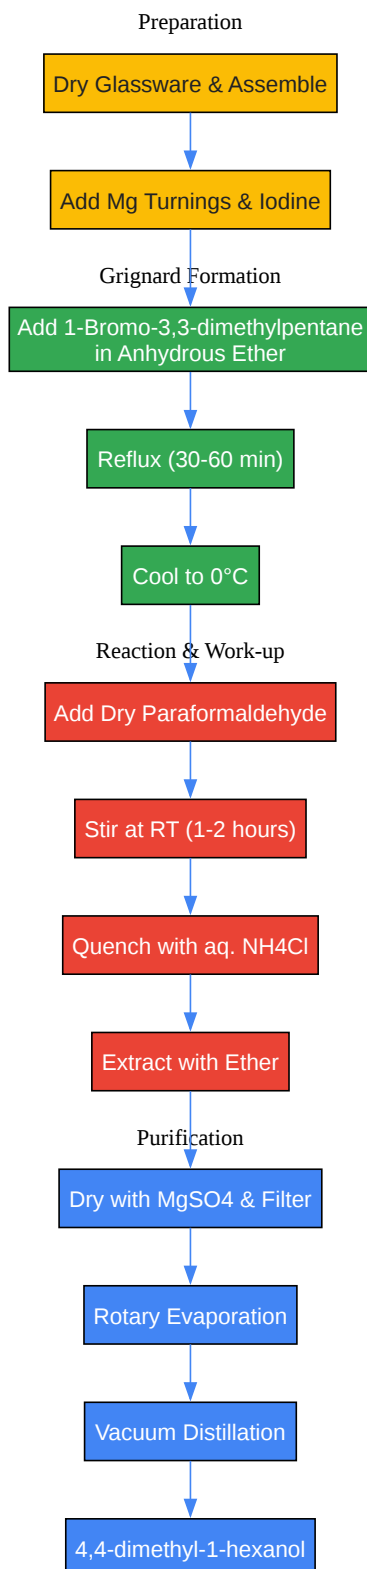 Preparation
Dry Glassware & Assemble
Add Mg Turnings & Iodine
Grignard Formation
Add 1-Bromo-3,3-dimethylpentane
in Anhydrous Ether
Reflux (30-60 min)
Cool to 0°C
Reaction & Work-up
Add Dry Paraformaldehyde
Stir at RT (1-2 hours)
Quench with aq. NH4Cl
Extract with Ether
Purification
Dry with MgSO4 & Filter
Rotary Evaporation
Vacuum Distillation
4,4-dimethyl-1-hexanol